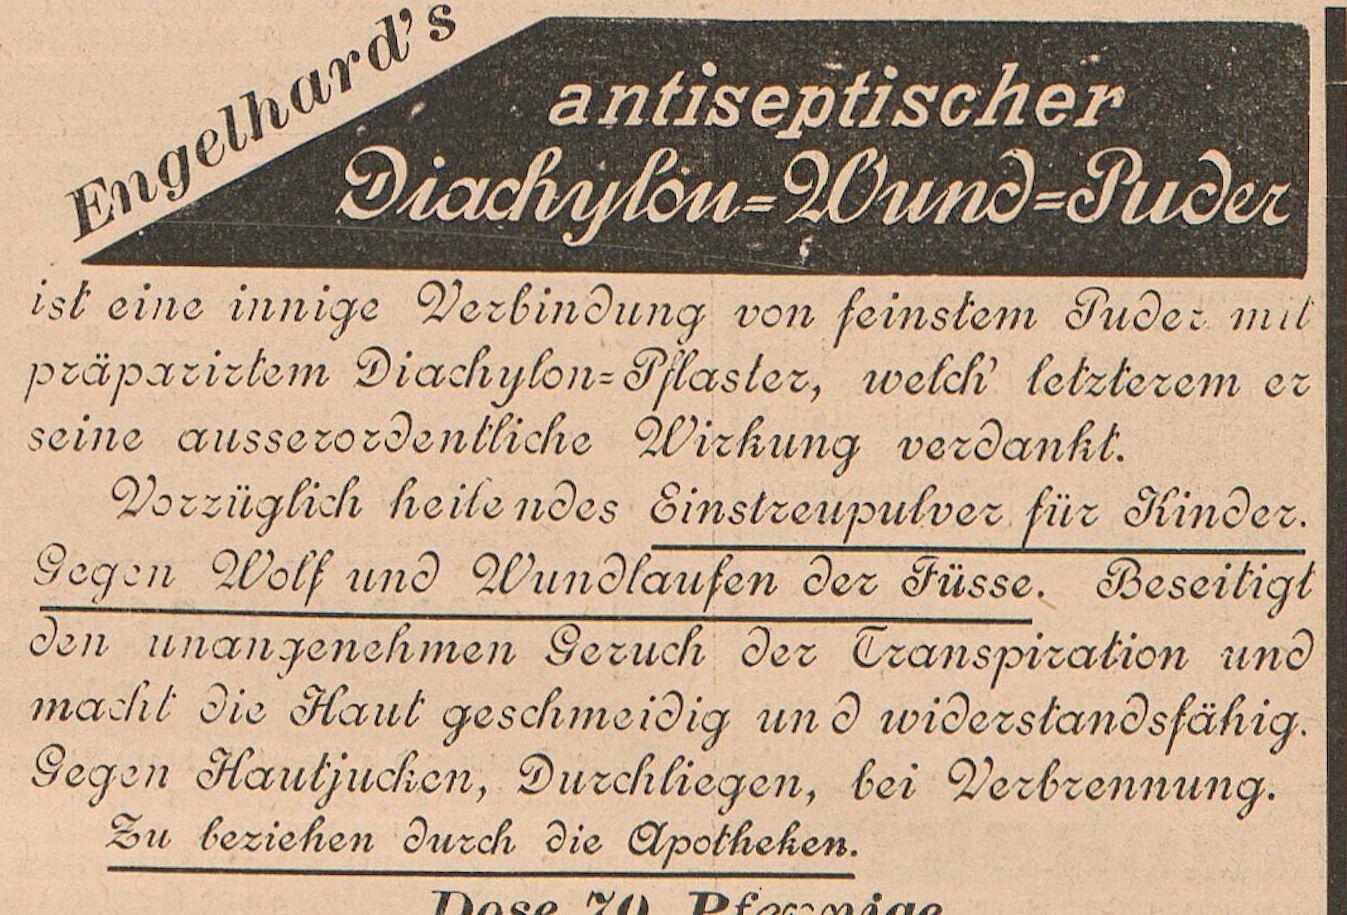 Engelhard's
antiseptischer
Diachylon=Wund=Puder
ist eine innige Verbindung von feinstem Puder mit
präparirtem Diachylon=Pflaster, welch' letzterem er
seine ausserordentliche Wirkung verdankt.
Vorzüglich heilendes Einstreupulver für Kinder.
Gegen Wolf und Wundlaufen der Füsse. Beseitigt
den unangenehmen Geruch der Transpiration und
macht die Haut geschmeidig und widerstandsfähig.
Gegen Hautjucken, Durchliegen, bei Verbrennung.
Zu beziehen durch die Apotheken.
Dose 70 Pfennige